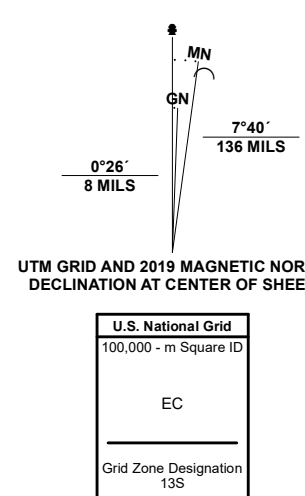 MN
GN
7°40´
136 MILS
0°26´
8 MILS
UTM GRID AND 2019 MAGNETIC NOR
DECLINATION AT CENTER OF SHEE
U.S. National Grid
100,000 - m Square ID
EC
Grid Zone Designation
13S